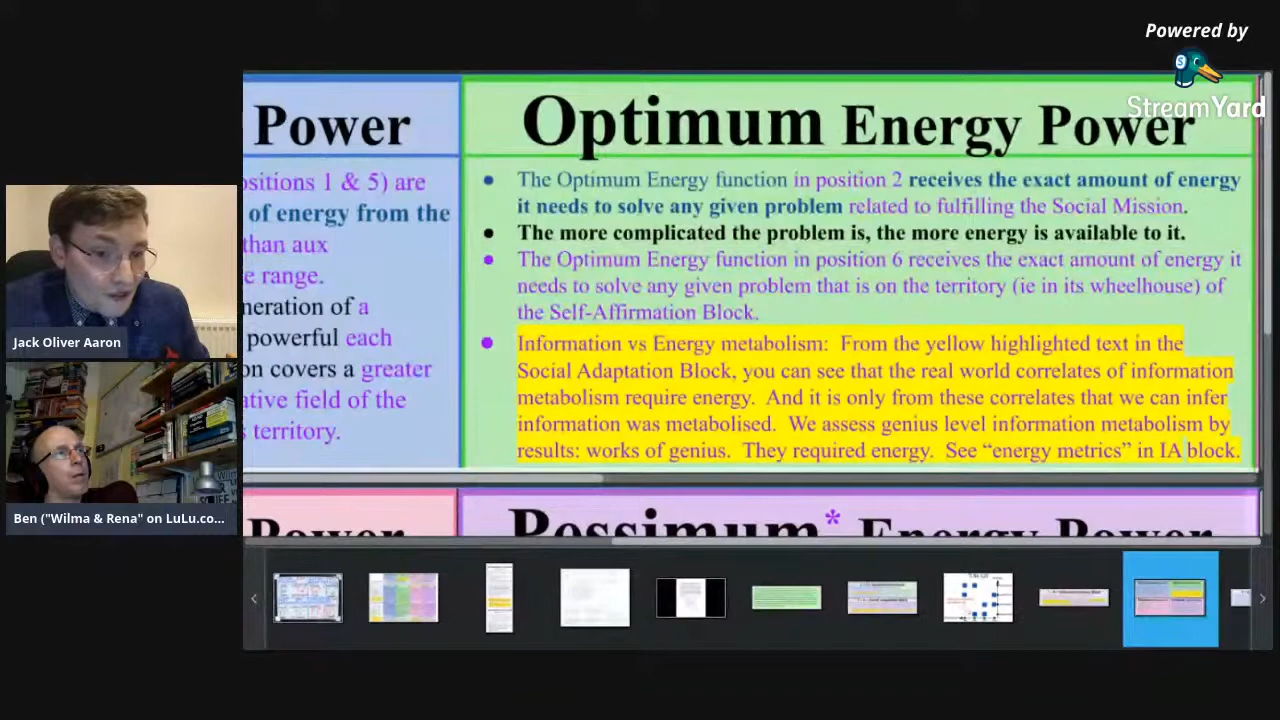 Powered by
StreamYard
Power
ositions 1 & 5) are
of energy from the
than aux
e range.
neration of a
powerful each
on covers a greater
ative field of the
s territory.
Optimum Energy Power
• The Optimum Energy function in position 2 receives the exact amount of energy
it needs to solve any given problem related to fulfilling the Social Mission.
• The more complicated the problem is, the more energy is available to it.
• The Optimum Energy function in position 6 receives the exact amount of energy it
needs to solve any given problem that is on the territory (ie in its wheelhouse) of
the Self-Affirmation Block.
• Information vs Energy metabolism: From the yellow highlighted text in the
Social Adaptation Block, you can see that the real world correlates of information
metabolism require energy. And it is only from these correlates that we can infer
information was metabolised. We assess genius level information metabolism by
results: works of genius. They required energy. See “energy metrics” in IA block.
Power
Pessimum* Energy Power
Jack Oliver Aaron
Ben ("Wilma & Rena" on LuLu.co...